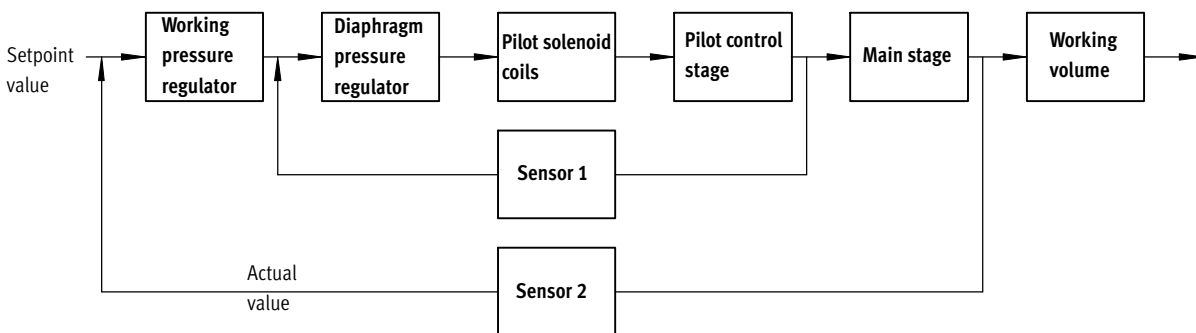 Setpoint
value
Working
pressure
regulator
Diaphragm
pressure
regulator
Pilot solenoid
coils
Pilot control
stage
Main stage
Working
volume
Sensor 1
Actual
value
Sensor 2